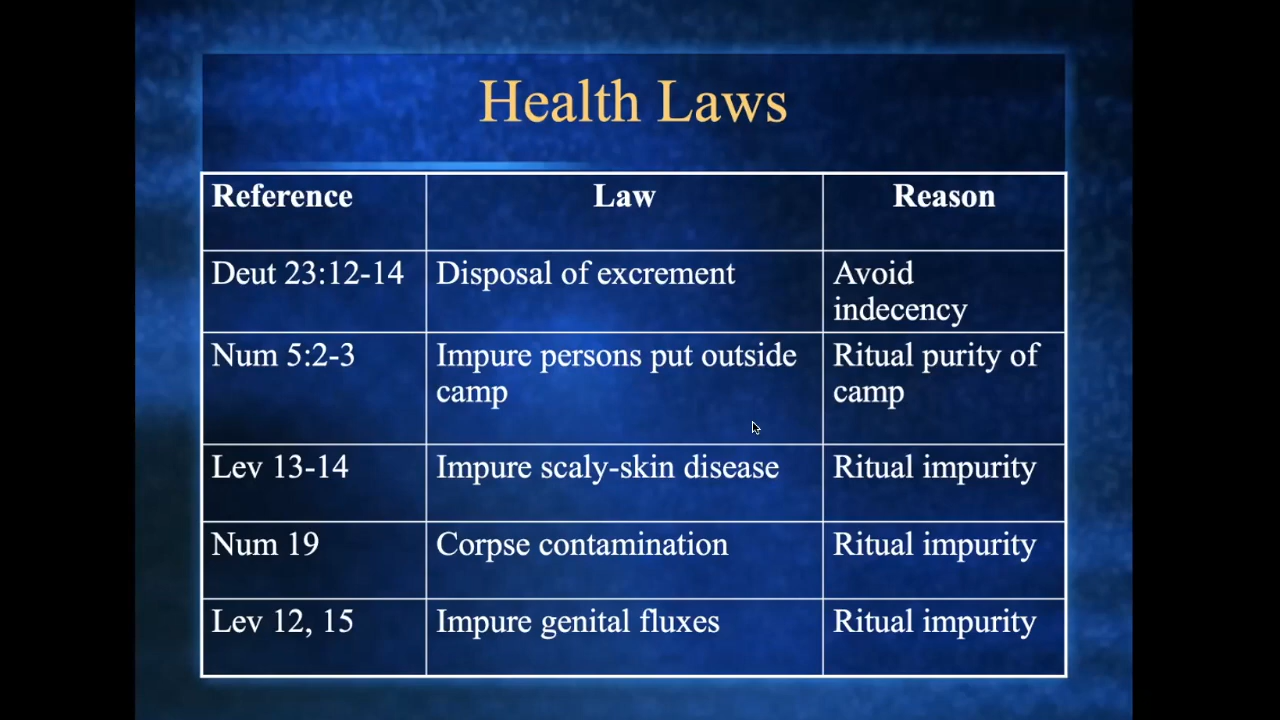 Health Laws
Reference Law Reason
Deut 23:12-14 Disposal of excrement Avoid
indecency
Num 5:2-3 Impure persons put outside Ritual purity of
camp camp
Lev 13-14 Impure scaly-skin disease Ritual impurity
Num 19 Corpse contamination Ritual impurity
Lev 12, 15 Impure genital fluxes Ritual impurity